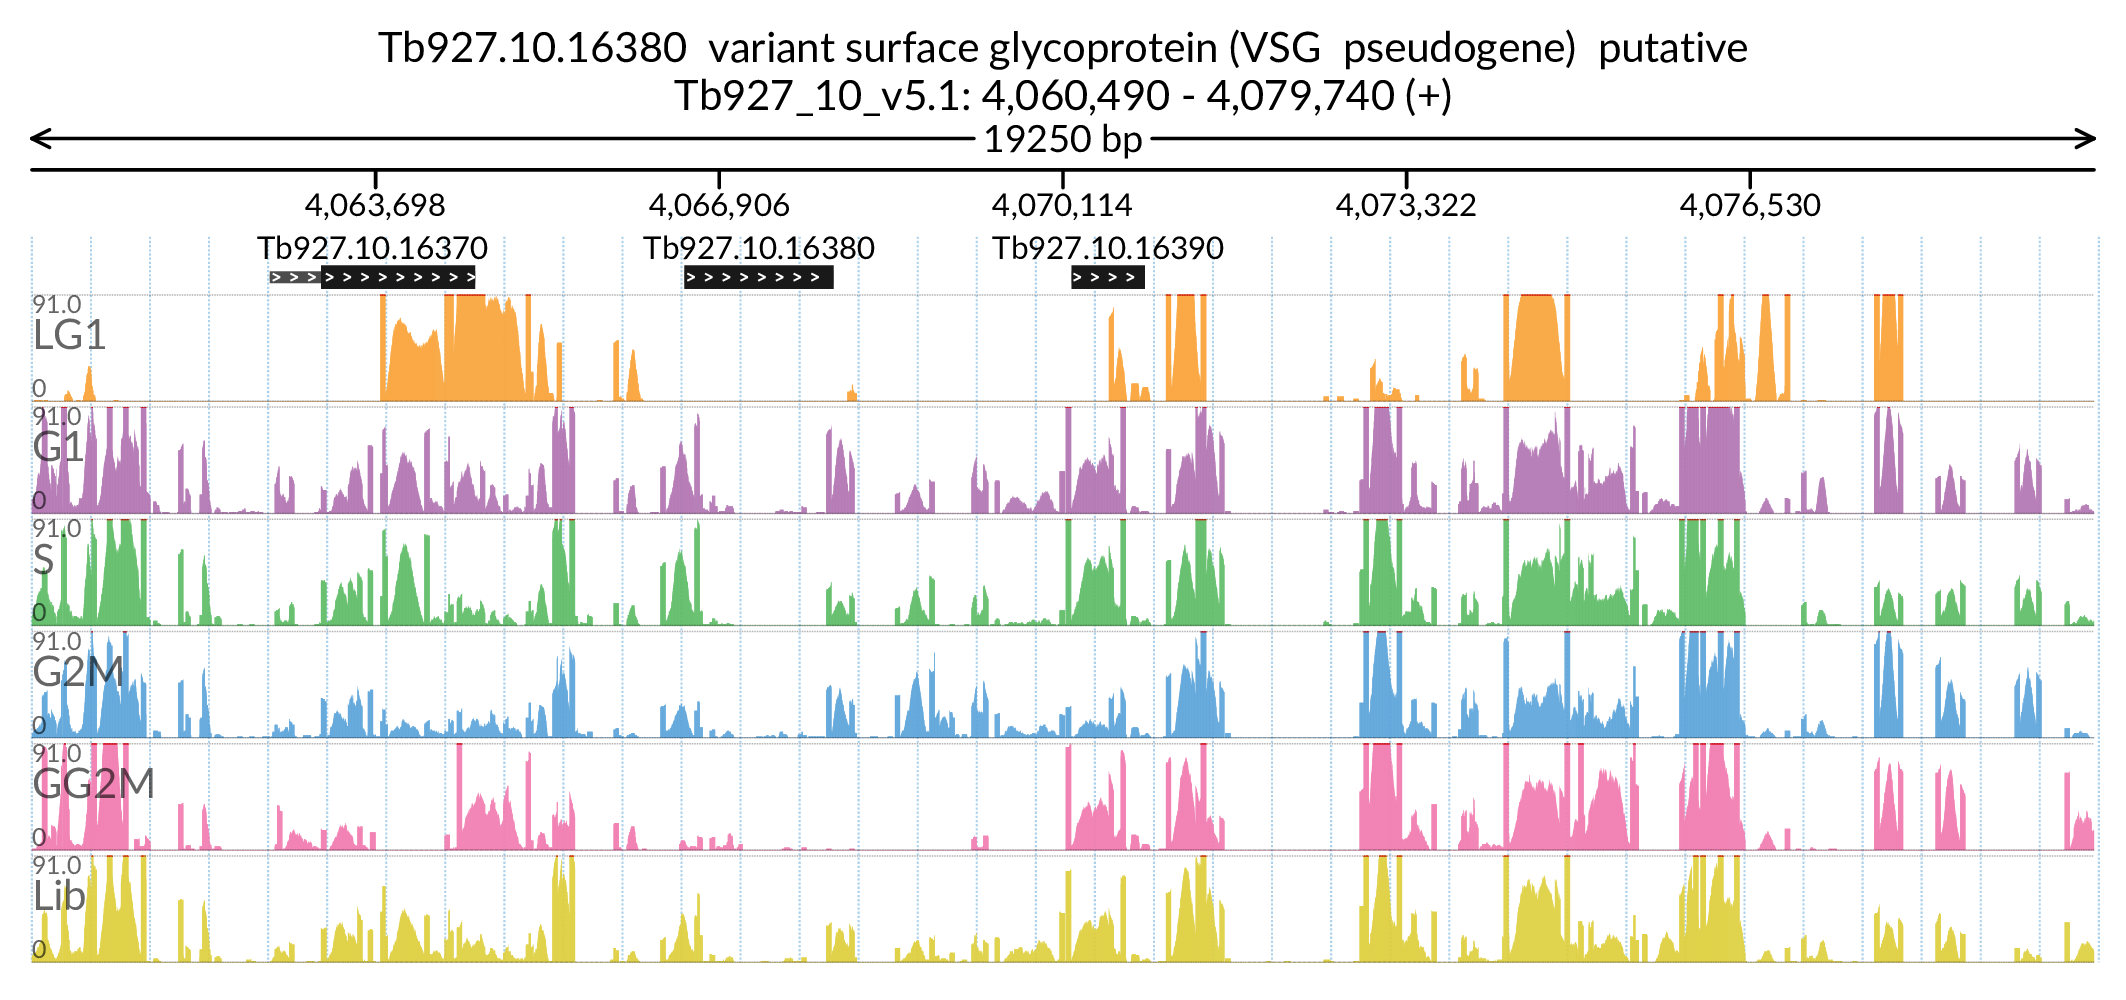 Tb927.10.16380  variant surface glycoprotein (VSG  pseudogene)  putative
Tb927_10_v5.1: 4,060,490 - 4,079,740 (+)
19250 bp
4,063,698 4,066,906 4,070,114 4,073,322 4,076,530
Tb927.10.16370 Tb927.10.16380 Tb927.10.16390
91.0
LG1
0
91.0
G1
0
91.0
S
0
91.0
G2M
0
91.0
GG2M
0
91.0
Lib
0